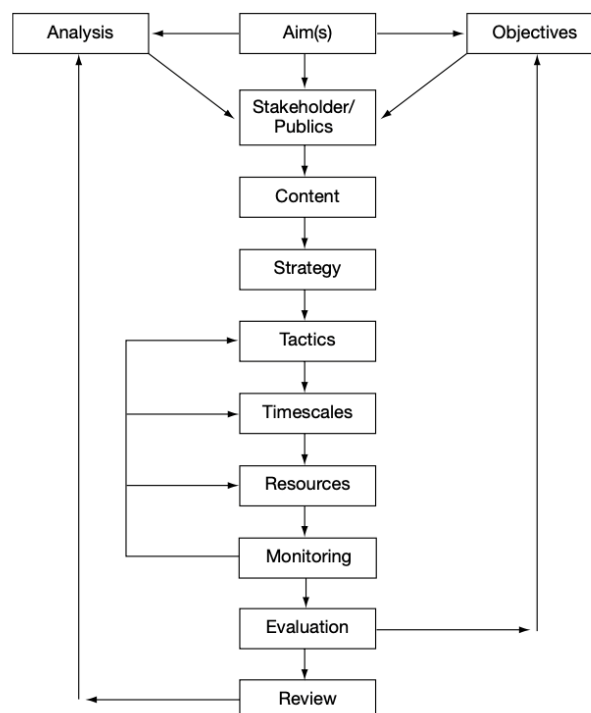 Analysis
Aim(s)
Objectives
Stakeholder/
Publics
Content
Strategy
Tactics
Timescales
Resources
Monitoring
Evaluation
Review